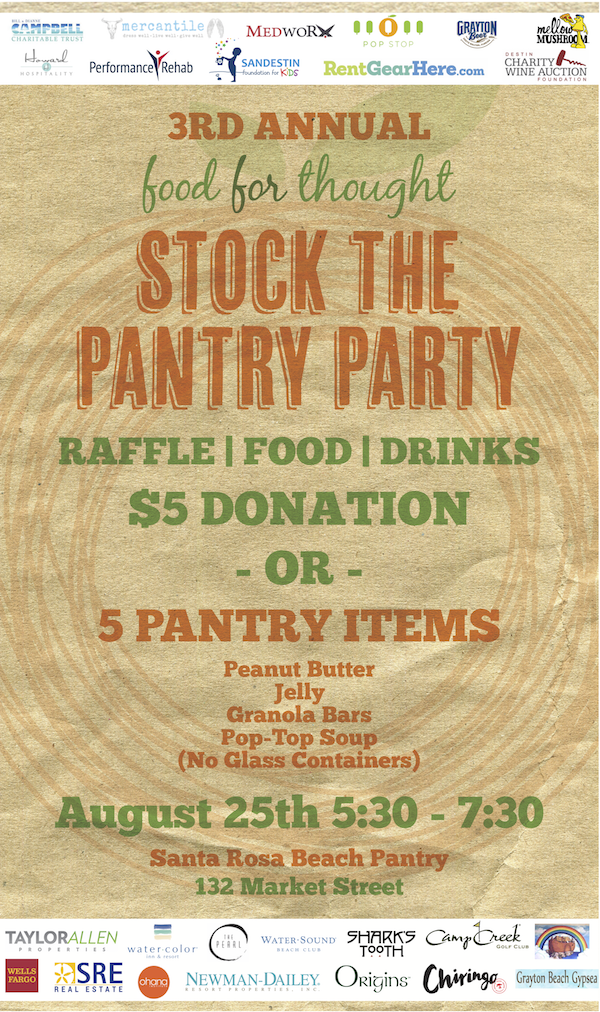 BILL & DIANNE
CAMPBELL
CHARITABLE TRUST
mercantile
MEDWORX
POP STOP
GRAYTON
Beer
mellow
MUSHROOM
Howard
HOSPITALITY
Performance Rehab
SANDESTIN
foundation for KiDS
RentGearHere.com
DESTIN
CHARITY
WINE AUCTION
FOUNDATION
3RD ANNUAL
food for thought
STOCK THE
PANTRY PARTY
RAFFLE | FOOD | DRINKS
$5 DONATION
- OR -
5 PANTRY ITEMS
Peanut Butter
Jelly
Granola Bars
Pop-Top Soup
(No Glass Containers)
August 25th 5:30 - 7:30
Santa Rosa Beach Pantry
132 Market Street
TAYLORALLEN
PROPERTIES
water·color
inn & resort
THE
PEARL
WATER·SOUND
BEACH CLUB
SHARK'S
TOOTH
Camp Creek
GOLF CLUB
WELLS
FARGO
SRE
REAL ESTATE
ohana
NEWMAN-DAILEY
RESORT PROPERTIES, INC.
ORIGINS
Chiringo
Grayton Beach Gypsea